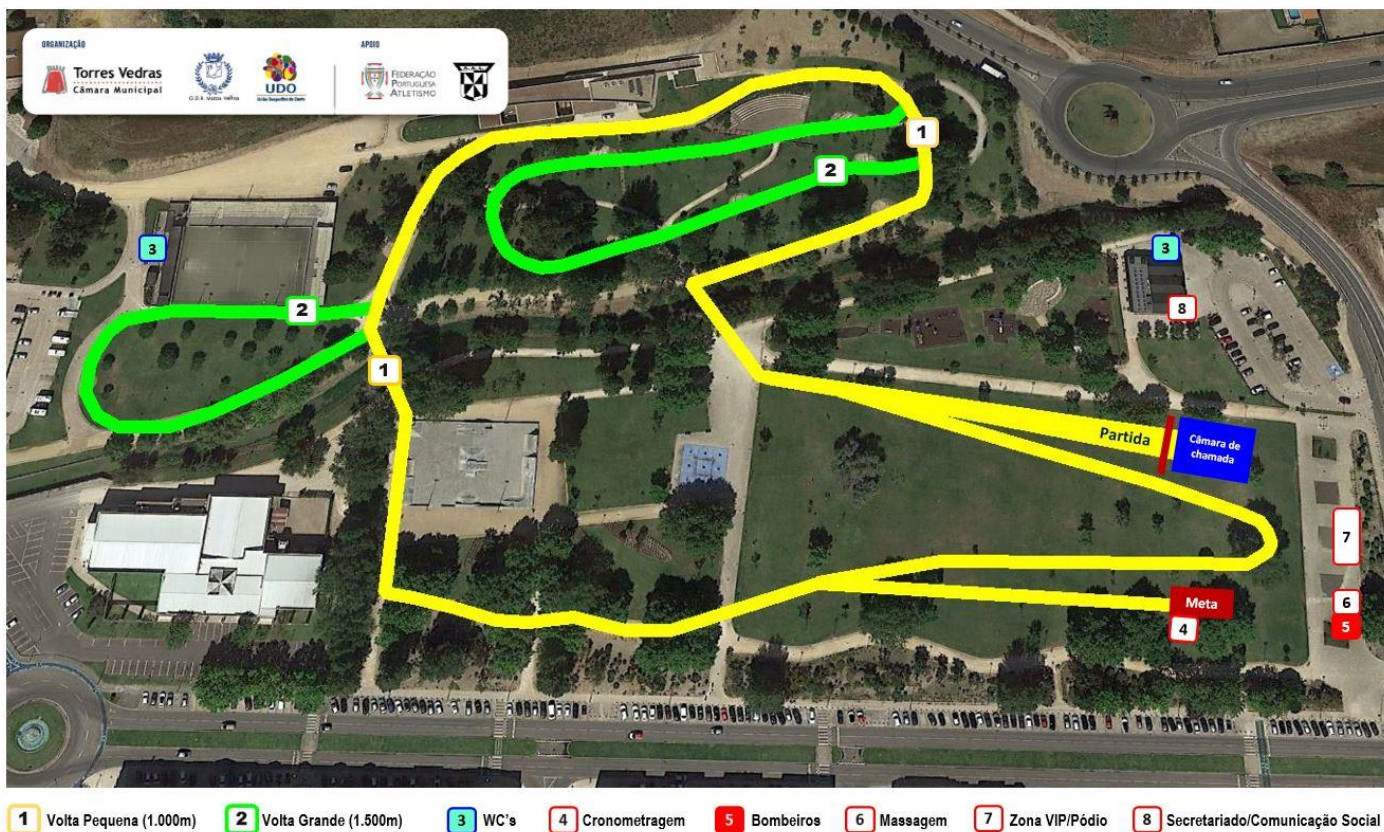 ORGANIZAÇÃO
APOIO
Torres Vedras
Câmara Municipal
G.D.R. Matos Velhos
UDO
FEDERAÇÃO
PORTUGUESA
ATLETISMO
1
2
3
2
3
8
1
Partida
Câmara de
chamada
7
Meta
6
4
5
1 Volta Pequena (1.000m)
2 Volta Grande (1.500m)
3 WC's
4 Cronometragem
5 Bombeiros
6 Massagem
7 Zona VIP/Pódio
8 Secretariado/Comunicação Social